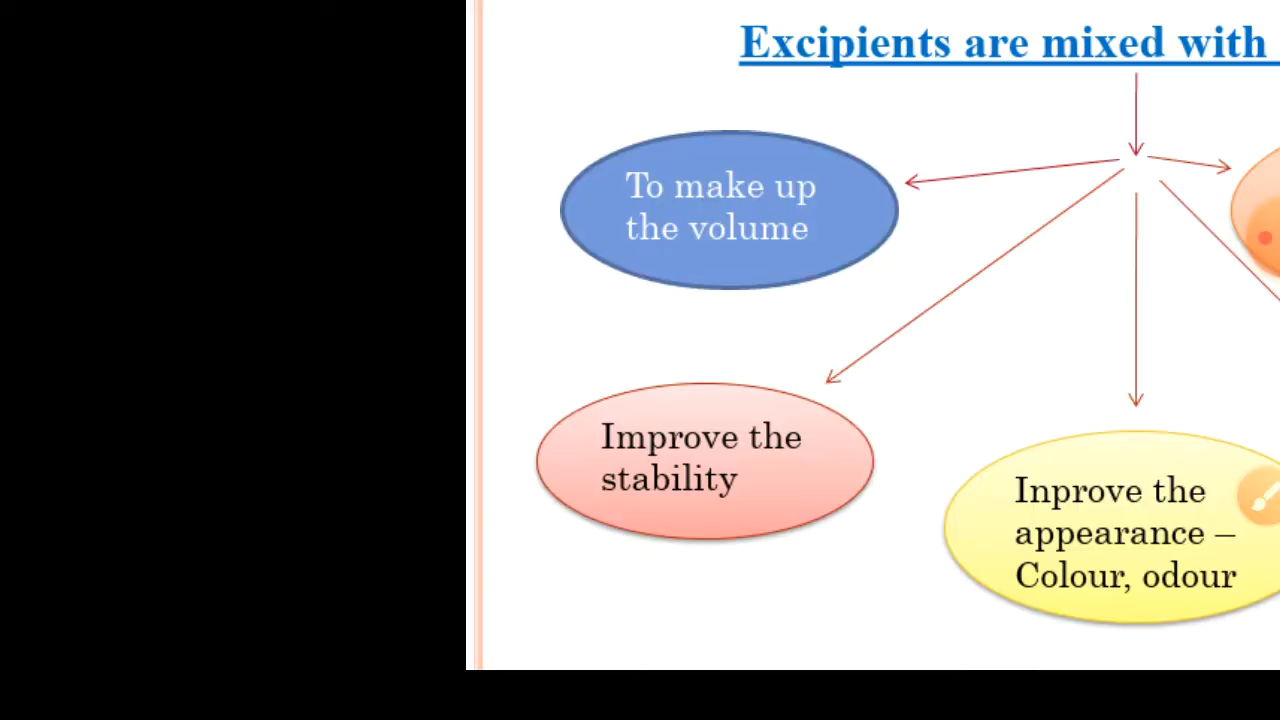 Excipients are mixed with
To make up
the volume
Improve the
stability
Inprove the
appearance –
Colour, odour